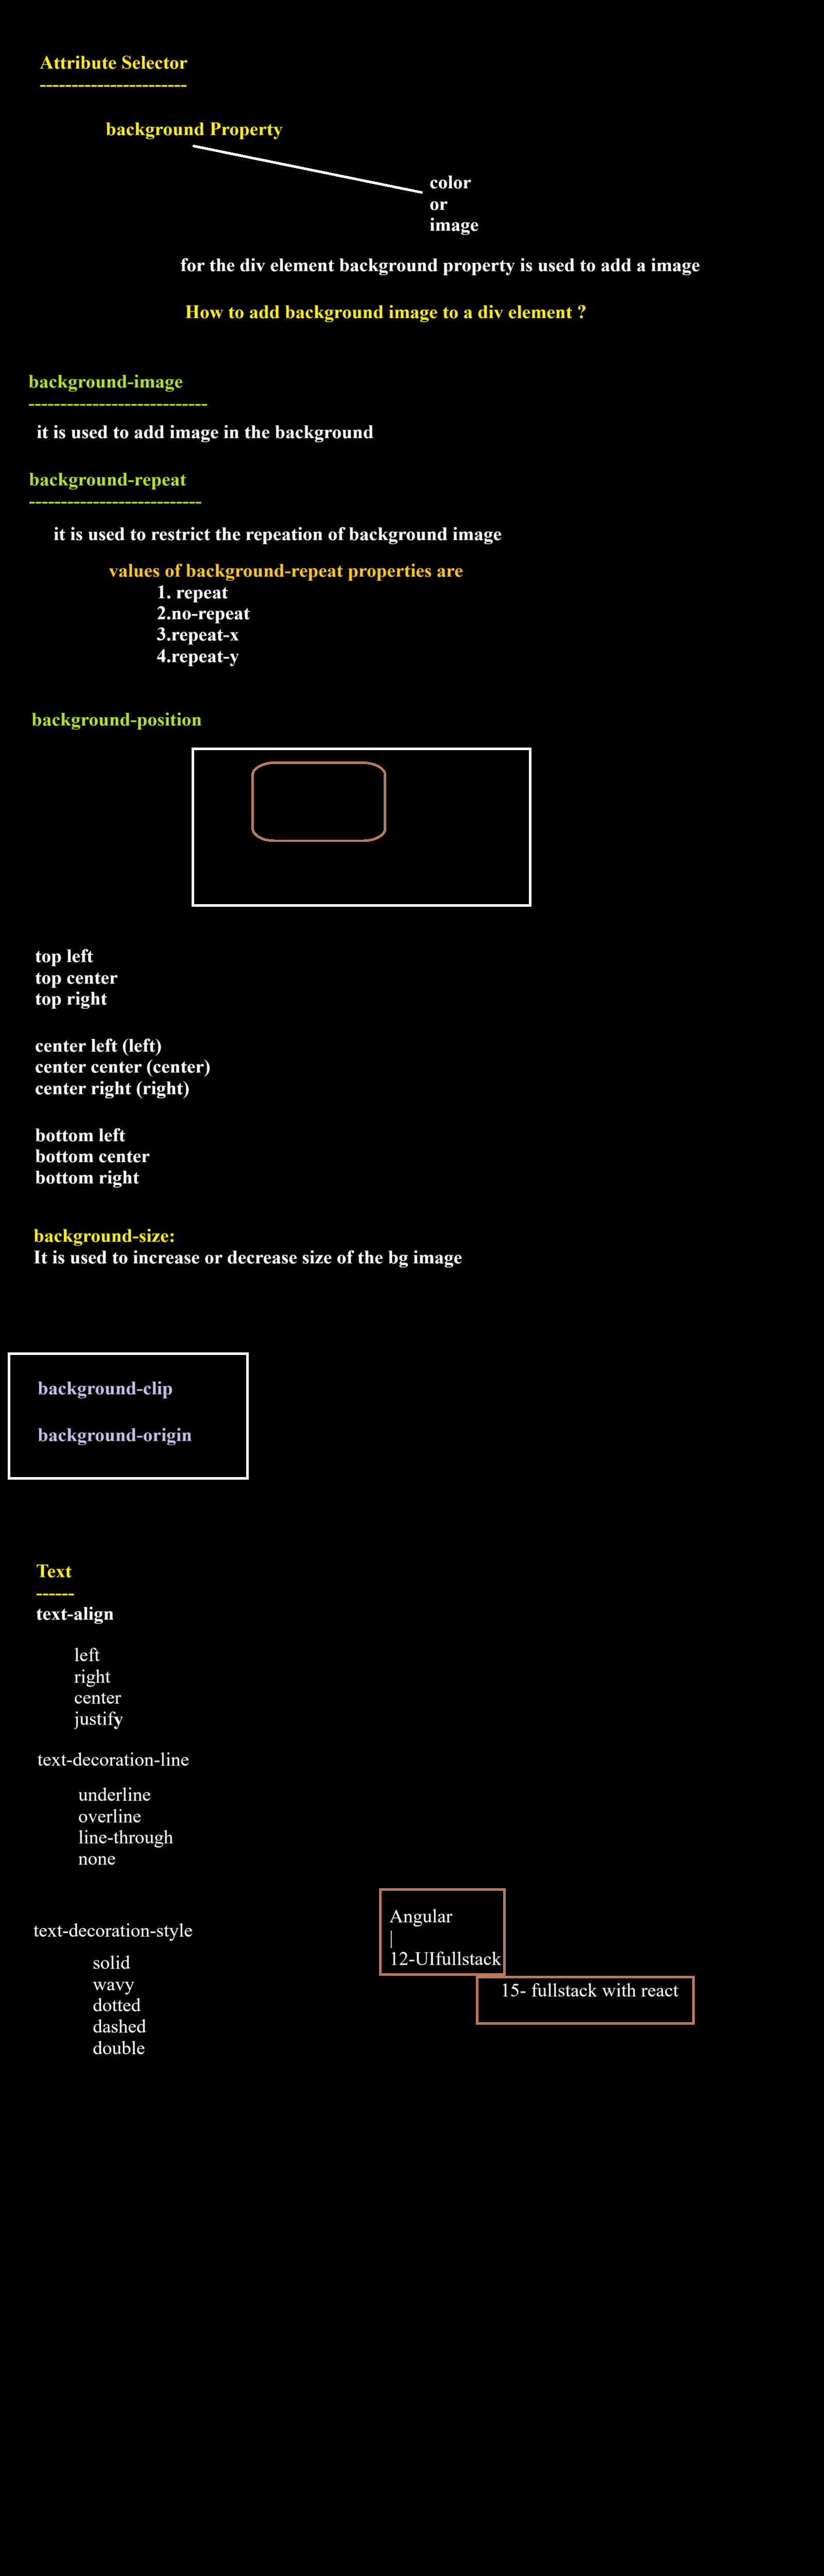 Attribute Selector
-----------------------
background Property
color
or
image
for the div element background property is used to add a image
How to add background image to a div element ?
background-image
----------------------------
it is used to add image in the background
background-repeat
---------------------------
it is used to restrict the repeation of background image
values of background-repeat properties are
1. repeat
2.no-repeat
3.repeat-x
4.repeat-y
background-position
top left
top center
top right
center left (left)
center center (center)
center right (right)
bottom left
bottom center
bottom right
background-size:
It is used to increase or decrease size of the bg image
background-clip
background-origin
Text
------
text-align
left
right
center
justify
text-decoration-line
underline
overline
line-through
none
text-decoration-style
solid
wavy
dotted
dashed
double
Angular
|
12-UIfullstack
15- fullstack with react